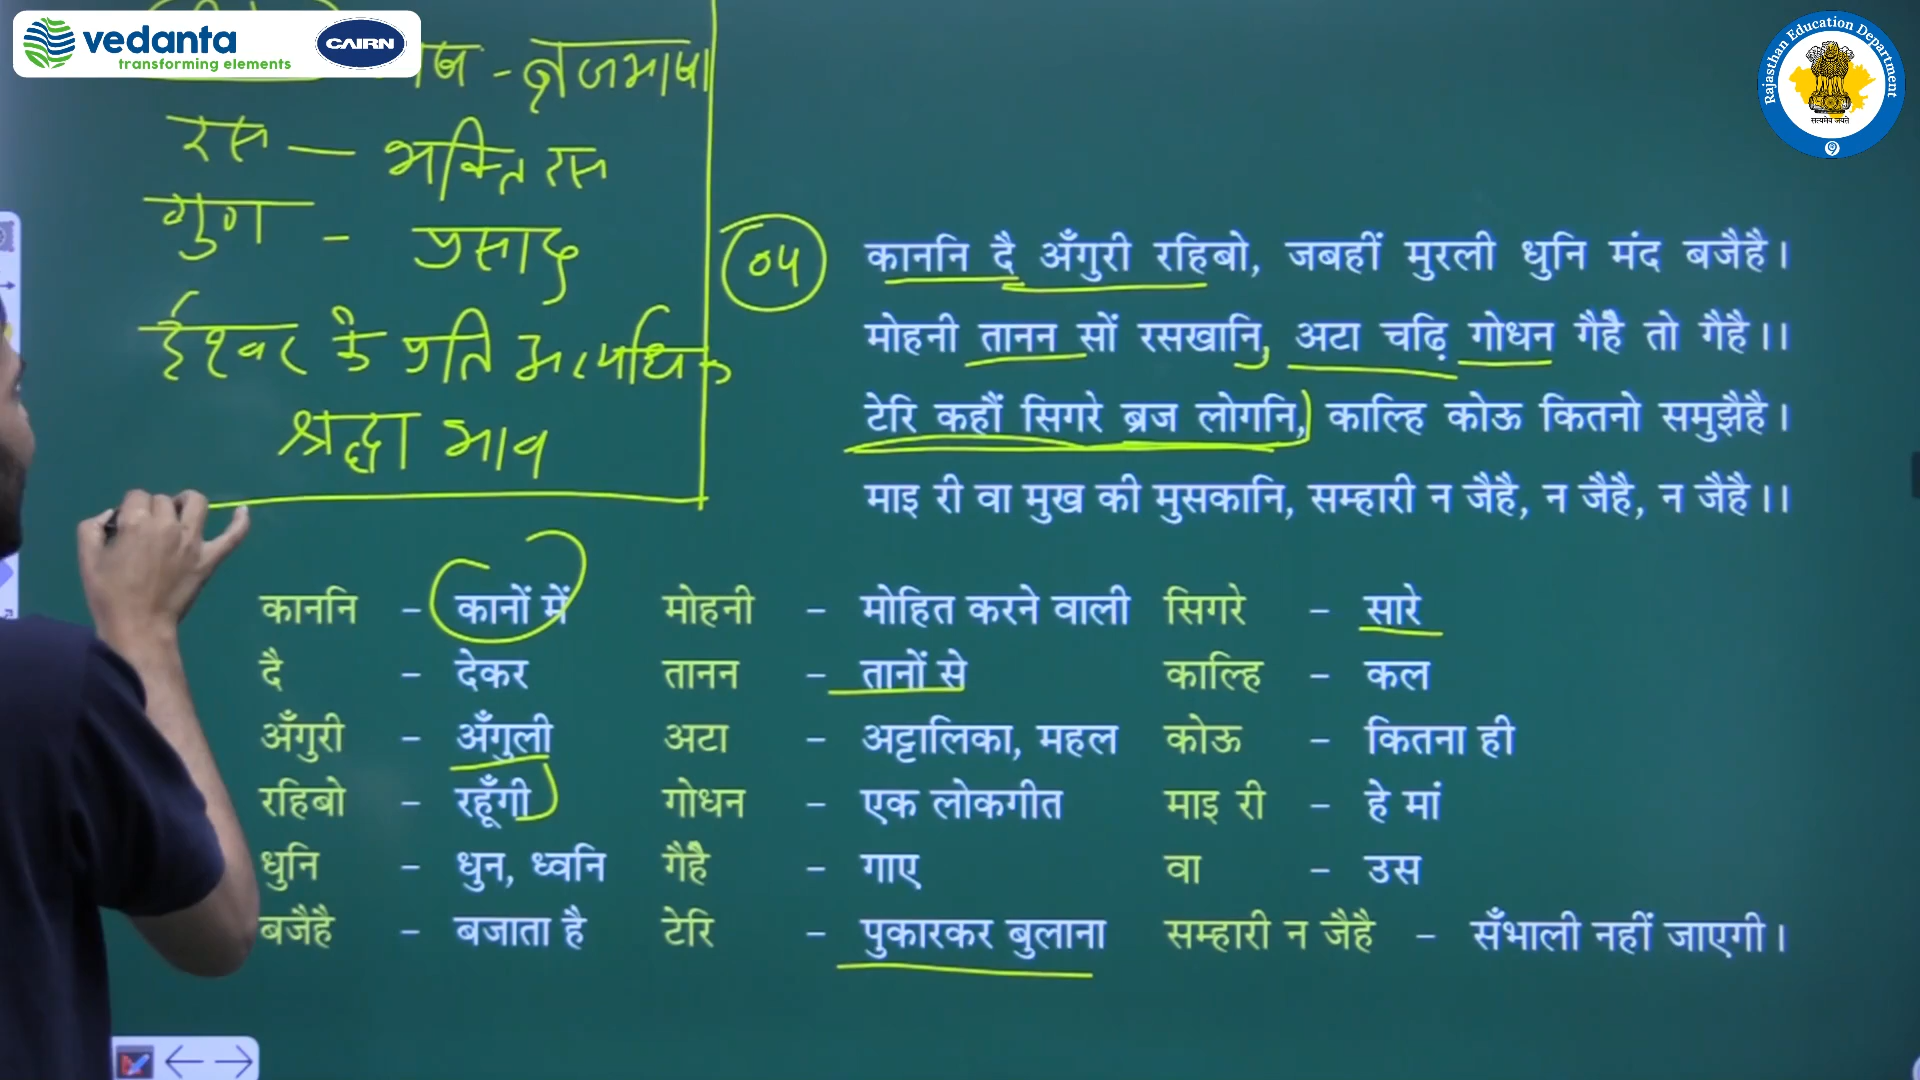 vedanta
transforming elements
CAIRN
Rajasthan Education Department
सत्यमेव जयते
- ब्रजभाषा
रस — भक्ति रस
गुण - प्रसाद
ईश्वर के प्रति अत्यधिक
श्रद्धा भाव
04
काननि दै अँगुरी रहिबो, जबहीं मुरली धुनि मंद बजैहै।
मोहनी तानन सों रसखानि, अटा चढ़ि गोधन गैहै तो गैहै।।
टेरि कहौं सिगरे ब्रज लोगनि, काल्हि कोऊ कितनो समुझैहै।
माइ री वा मुख की मुसकानि, सम्हारी न जैहै, न जैहै, न जैहै।।
काननि – कानों में मोहनी – मोहित करने वाली सिगरे – सारे
दै – देकर तानन – तानों से काल्हि – कल
अँगुरी – अँगुली अटा – अट्टालिका, महल कोऊ – कितना ही
रहिबो – रहूँगी गोधन – एक लोकगीत माइ री – हे मां
धुनि – धुन, ध्वनि गैहै – गाए वा – उस
बजैहै – बजाता है टेरि – पुकारकर बुलाना सम्हारी न जैहै – सँभाली नहीं जाएगी।